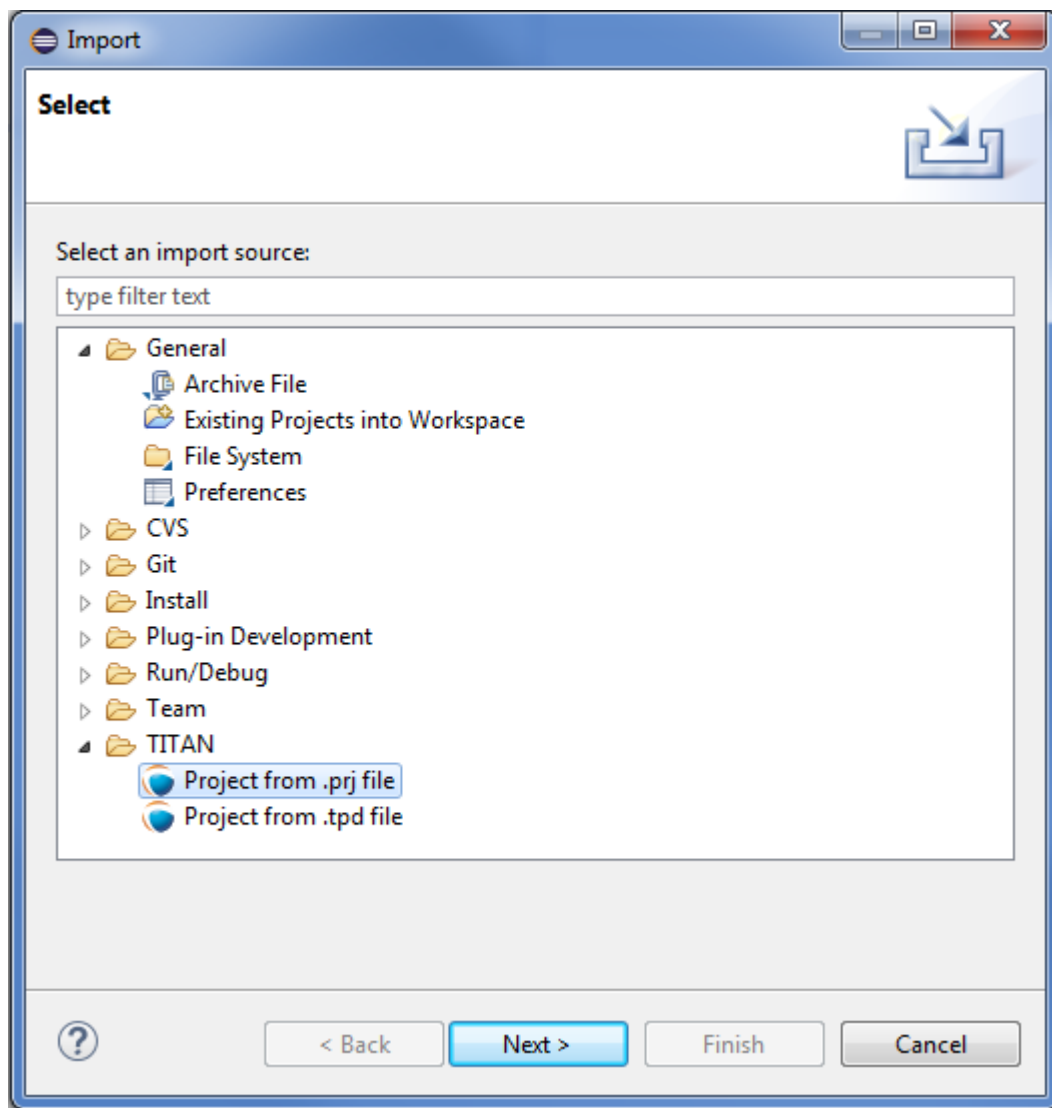 Import
Select
Select an import source:
type filter text
General
Archive File
Existing Projects into Workspace
File System
Preferences
CVS
Git
Install
Plug-in Development
Run/Debug
Team
TITAN
Project from .prj file
Project from .tpd file
? < Back Next > Finish Cancel